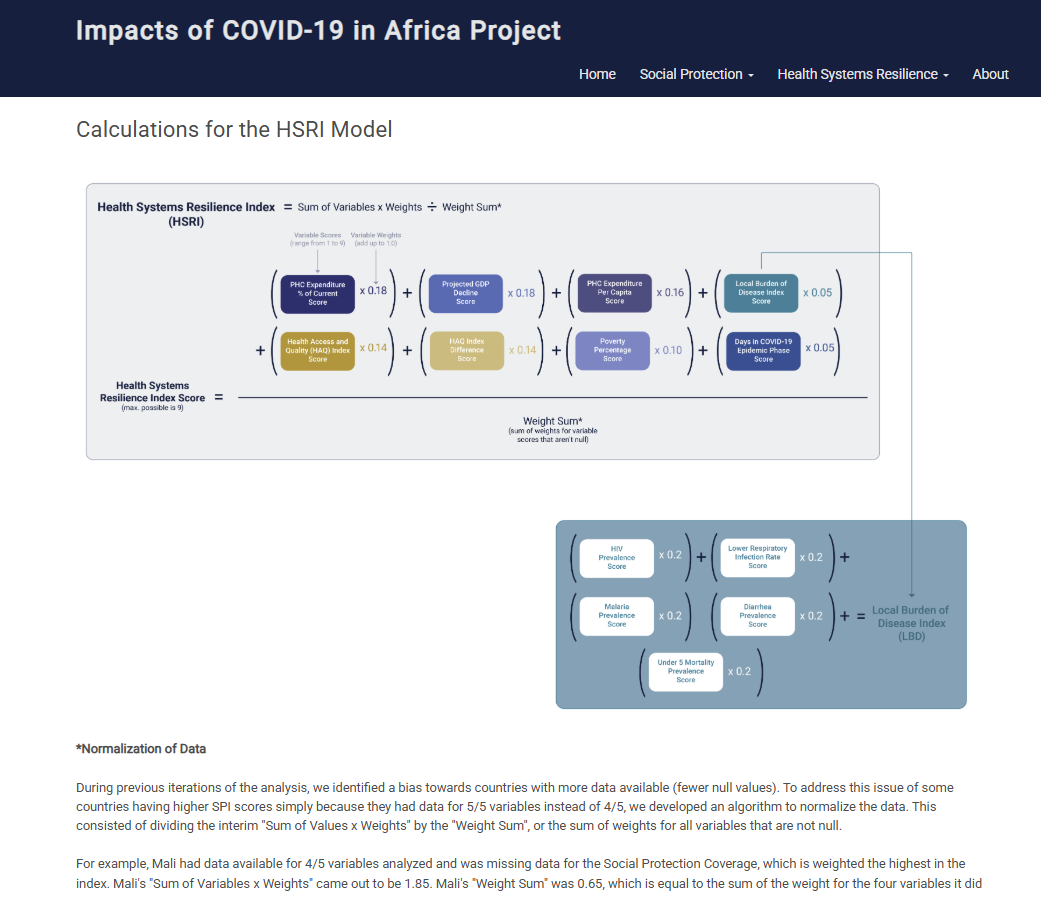 Impacts of COVID-19 in Africa Project
Home Social Protection Health Systems Resilience About
Calculations for the HSRI Model
Health Systems Resilience Index = Sum of Variables x Weights ÷ Weight Sum*
(HSRI)
Variable Scores Variable Weights
(range from 1 to 9) (add up to 1.0)
( PHC Expenditure
% of Current
Score
x 0.18 ) +
( Projected GDP
Decline
Score
x 0.18 ) +
( PHC Expenditure
Per Capita
Score
x 0.16 ) +
( Local Burden of
Disease Index
Score
x 0.05 )
+ ( Health Access and
Quality (HAQ) Index
Score
x 0.14 ) +
( HAQ Index
Difference
Score
x 0.14 ) +
( Poverty
Percentage
Score
x 0.10 ) +
( Days in COVID-19
Epidemic Phase
Score
x 0.05 )
Health Systems
Resilience Index Score =
(max. possible is 9)
Weight Sum*
(sum of weights for variable
scores that aren't null)
( HIV
Prevalence
Score
x 0.2 ) +
( Lower Respiratory
Infection Rate
Score
x 0.2 ) +
( Malaria
Prevalence
Score
x 0.2 )
( Diarrhea
Prevalence
Score
x 0.2 ) + =
Local Burden of
Disease Index
(LBD)
( Under 5 Mortality
Prevalence
Score
x 0.2 )
*Normalization of Data
During previous iterations of the analysis, we identified a bias towards countries with more data available (fewer null values). To address this issue of some
countries having higher SPI scores simply because they had data for 5/5 variables instead of 4/5, we developed an algorithm to normalize the data. This
consisted of dividing the interim "Sum of Values x Weights" by the "Weight Sum", or the sum of weights for all variables that are not null.
For example, Mali had data available for 4/5 variables analyzed and was missing data for the Social Protection Coverage, which is weighted the highest in the
index. Mali's "Sum of Variables x Weights" came out to be 1.85. Mali's "Weight Sum" was 0.65, which is equal to the sum of the weight for the four variables it did